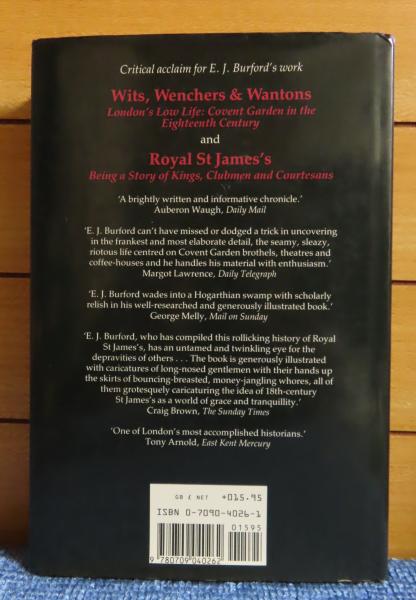 Critical acclaim for E. J. Burford's work
Wits, Wenchers & Wantons
London's Low Life: Covent Garden in the
Eighteenth Century
and
Royal St James's
Being a Story of Kings, Clubmen and Courtesans
'A brightly written and informative chronicle.'
Auberon Waugh, Daily Mail
'E. J. Burford can't have missed or dodged a trick in uncovering
in the frankest and most elaborate detail, the seamy, sleazy,
riotous life centred on Covent Garden brothels, theatres and
coffee-houses and he handles his material with enthusiasm.'
Margot Lawrence, Daily Telegraph
'E. J. Burford wades into a Hogarthian swamp with scholarly
relish in his well-researched and generously illustrated book.'
George Melly, Mail on Sunday
'E. J. Burford, who has compiled this rollicking history of Royal
St James's, has an untamed and twinkling eye for the
depravities of others . . . The book is generously illustrated
with caricatures of long-nosed gentlemen with their hands up
the skirts of bouncing-breasted, money-jangling whores, all of
them grotesquely caricaturing the idea of 18th-century
St James's as a world of grace and tranquillity.'
Craig Brown, The Sunday Times
'One of London's most accomplished historians.'
Tony Arnold, East Kent Mercury
GB £ NET +015.95
ISBN 0-7090-4026-1
01595
9 780709 040262